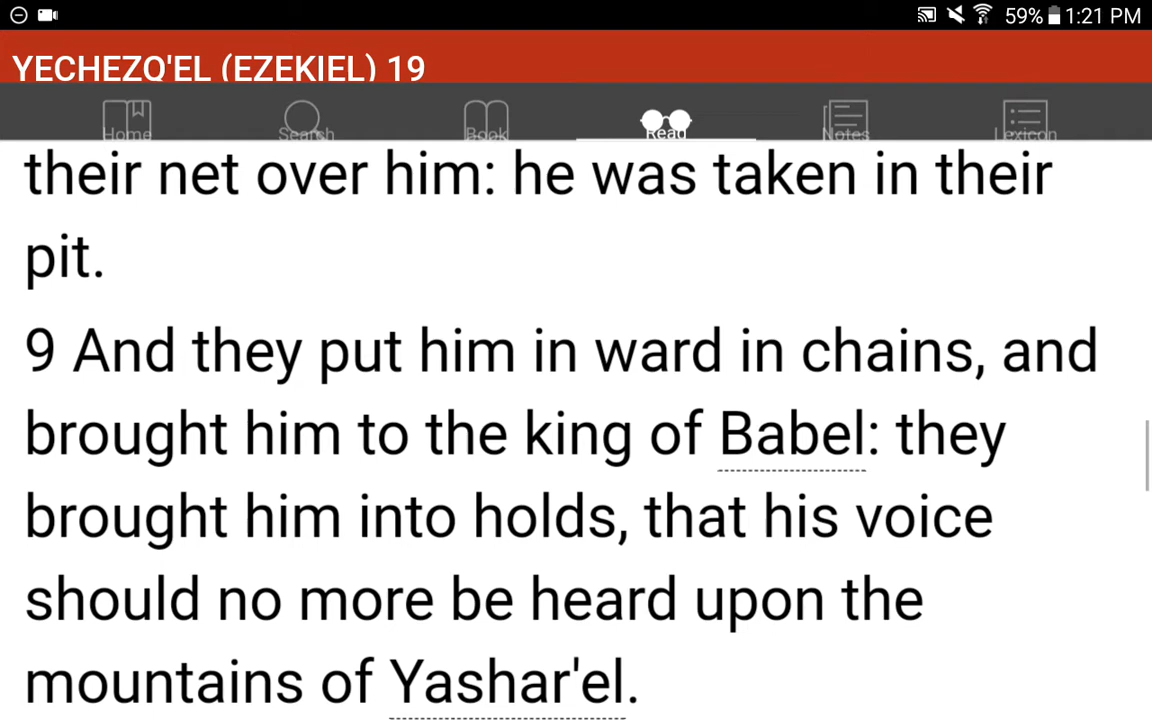 59% 1:21 PM
YECHEZQ'EL (EZEKIEL) 19
Home Search Book Read Notes Lexicon
their net over him: he was taken in their
pit.
9 And they put him in ward in chains, and
brought him to the king of Babel: they
brought him into holds, that his voice
should no more be heard upon the
mountains of Yashar'el.